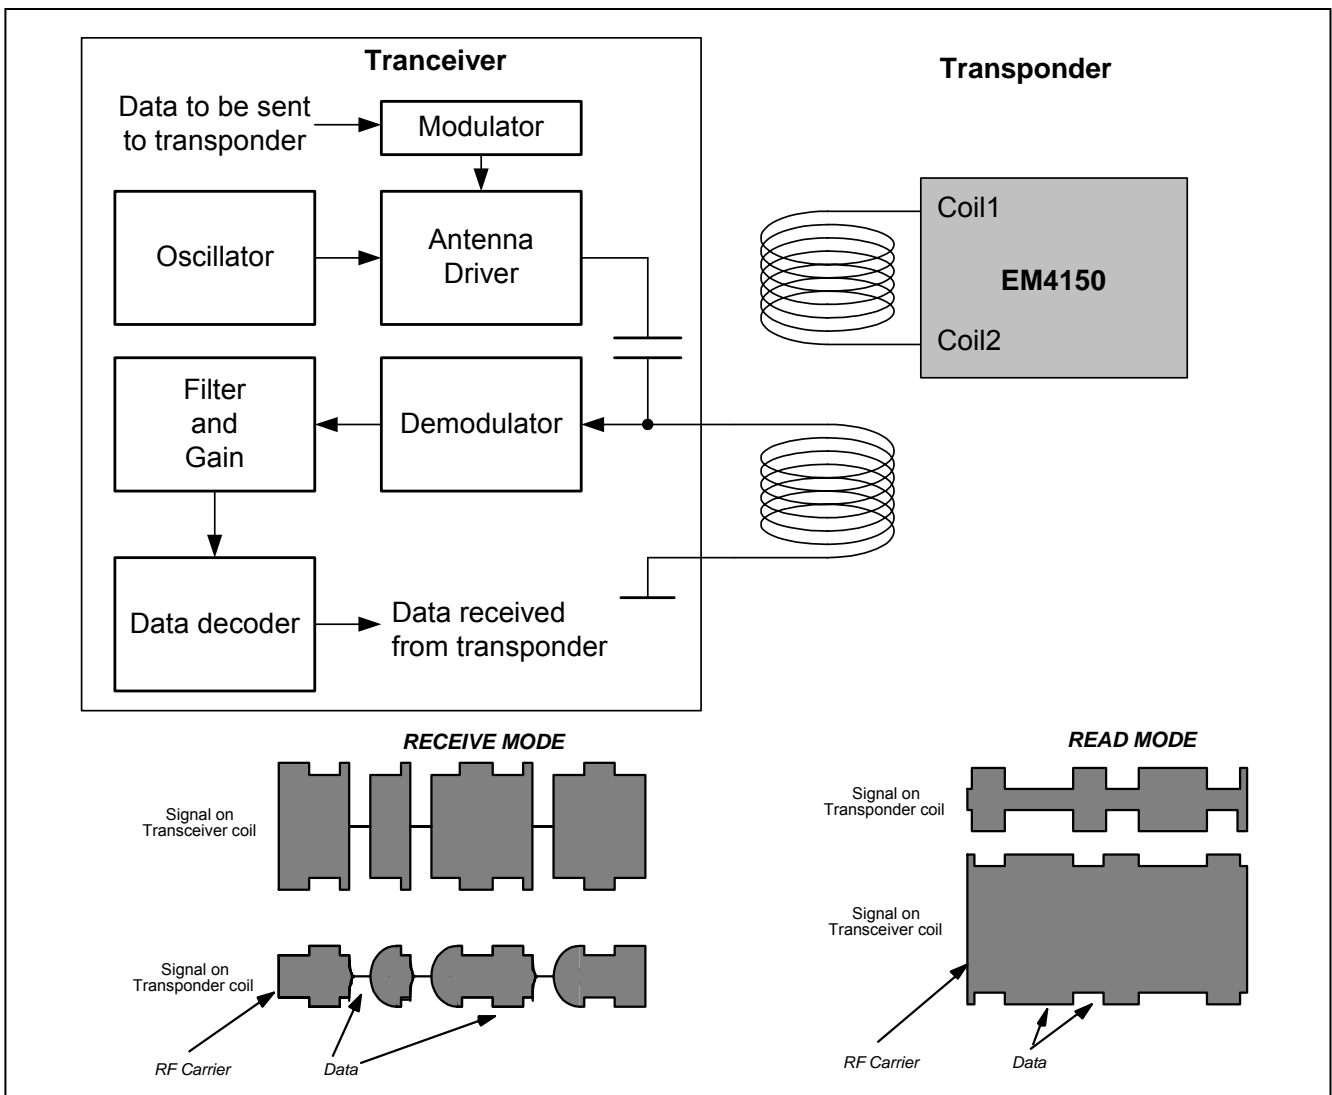 Tranceiver
Transponder
Data to be sent
to transponder
Modulator
Oscillator
Antenna
Driver
Coil1
EM4150
Coil2
Filter
and
Gain
Demodulator
Data decoder
Data received
from transponder
RECEIVE MODE
Signal on
Transceiver coil
Signal on
Transponder coil
RF Carrier
Data
READ MODE
Signal on
Transponder coil
Signal on
Transceiver coil
RF Carrier
Data